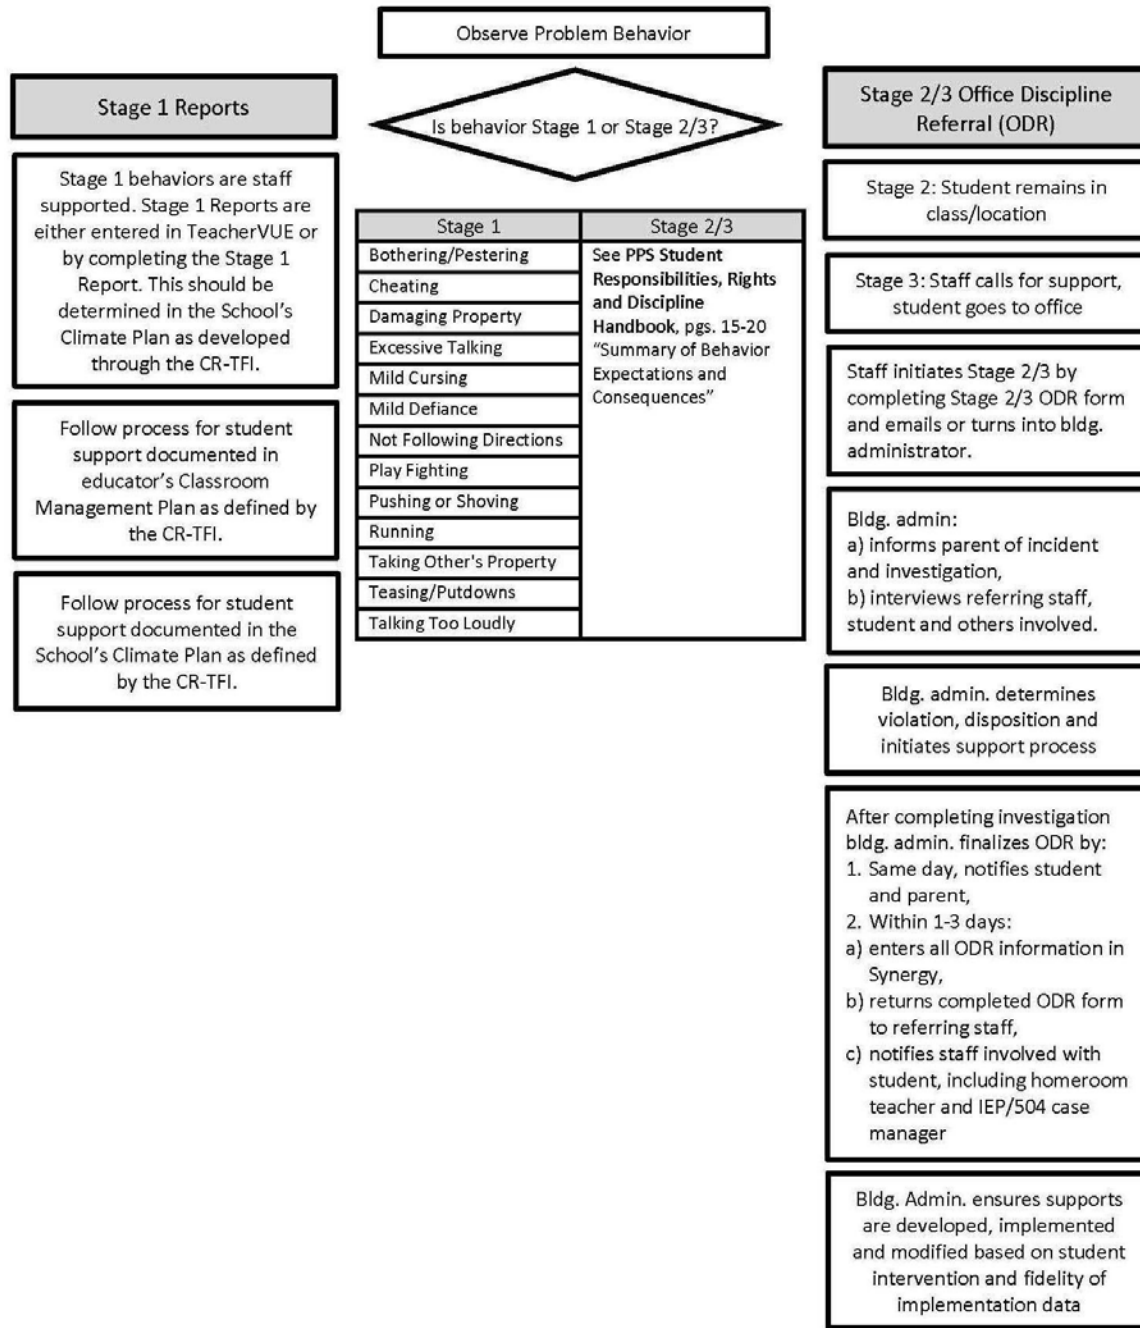 Observe Problem Behavior
Is behavior Stage 1 or Stage 2/3?
Stage 1 Reports
Stage 1 behaviors are staff
supported. Stage 1 Reports are
either entered in TeacherVUE or
by completing the Stage 1
Report. This should be
determined in the School's
Climate Plan as developed
through the CR-TFI.
Follow process for student
support documented in
educator's Classroom
Management Plan as defined by
the CR-TFI.
Follow process for student
support documented in the
School's Climate Plan as defined
by the CR-TFI.
Stage 1
Bothering/Pestering
Cheating
Damaging Property
Excessive Talking
Mild Cursing
Mild Defiance
Not Following Directions
Play Fighting
Pushing or Shoving
Running
Taking Other's Property
Teasing/Putdowns
Talking Too Loudly
Stage 2/3
See PPS Student
Responsibilities, Rights
and Discipline
Handbook, pgs. 15-20
"Summary of Behavior
Expectations and
Consequences"
Stage 2/3 Office Discipline
Referral (ODR)
Stage 2: Student remains in
class/location
Stage 3: Staff calls for support,
student goes to office
Staff initiates Stage 2/3 by
completing Stage 2/3 ODR form
and emails or turns into bldg.
administrator.
Bldg. admin:
a) informs parent of incident
and investigation,
b) interviews referring staff,
student and others involved.
Bldg. admin. determines
violation, disposition and
initiates support process
After completing investigation
bldg. admin. finalizes ODR by:
1. Same day, notifies student
and parent,
2. Within 1-3 days:
a) enters all ODR information in
Synergy,
b) returns completed ODR form
to referring staff,
c) notifies staff involved with
student, including homeroom
teacher and IEP/504 case
manager
Bldg. Admin. ensures supports
are developed, implemented
and modified based on student
intervention and fidelity of
implementation data